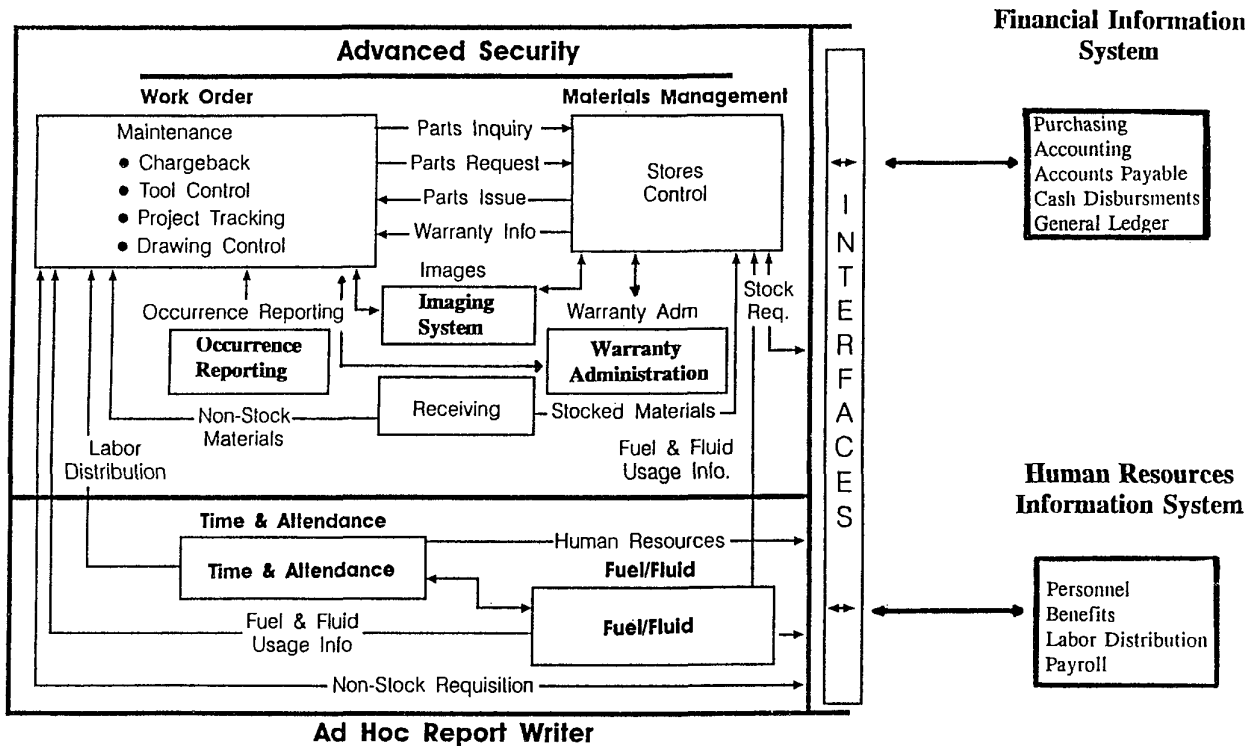 Financial Information
System
Advanced Security
Work Order
Materials Management
Maintenance
● Chargeback
● Tool Control
● Project Tracking
● Drawing Control
Parts Inquiry
Parts Request
Parts Issue
Warranty Info
Stores
Control
Purchasing
Accounting
Accounts Payable
Cash Disbursments
General Ledger
INTERFACES
Images
Imaging
System
Occurrence Reporting
Occurrence
Reporting
Warranty Adm
Warranty
Administration
Stock
Req.
Receiving
Non-Stock
Materials
Stocked Materials
Labor
Distribution
Fuel & Fluid
Usage Info.
Human Resources
Information System
Time & Attendance
Time & Attendance
Human Resources
Fuel/Fluid
Fuel/Fluid
Fuel & Fluid
Usage Info
Non-Stock Requisition
Personnel
Benefits
Labor Distribution
Payroll
Ad Hoc Report Writer